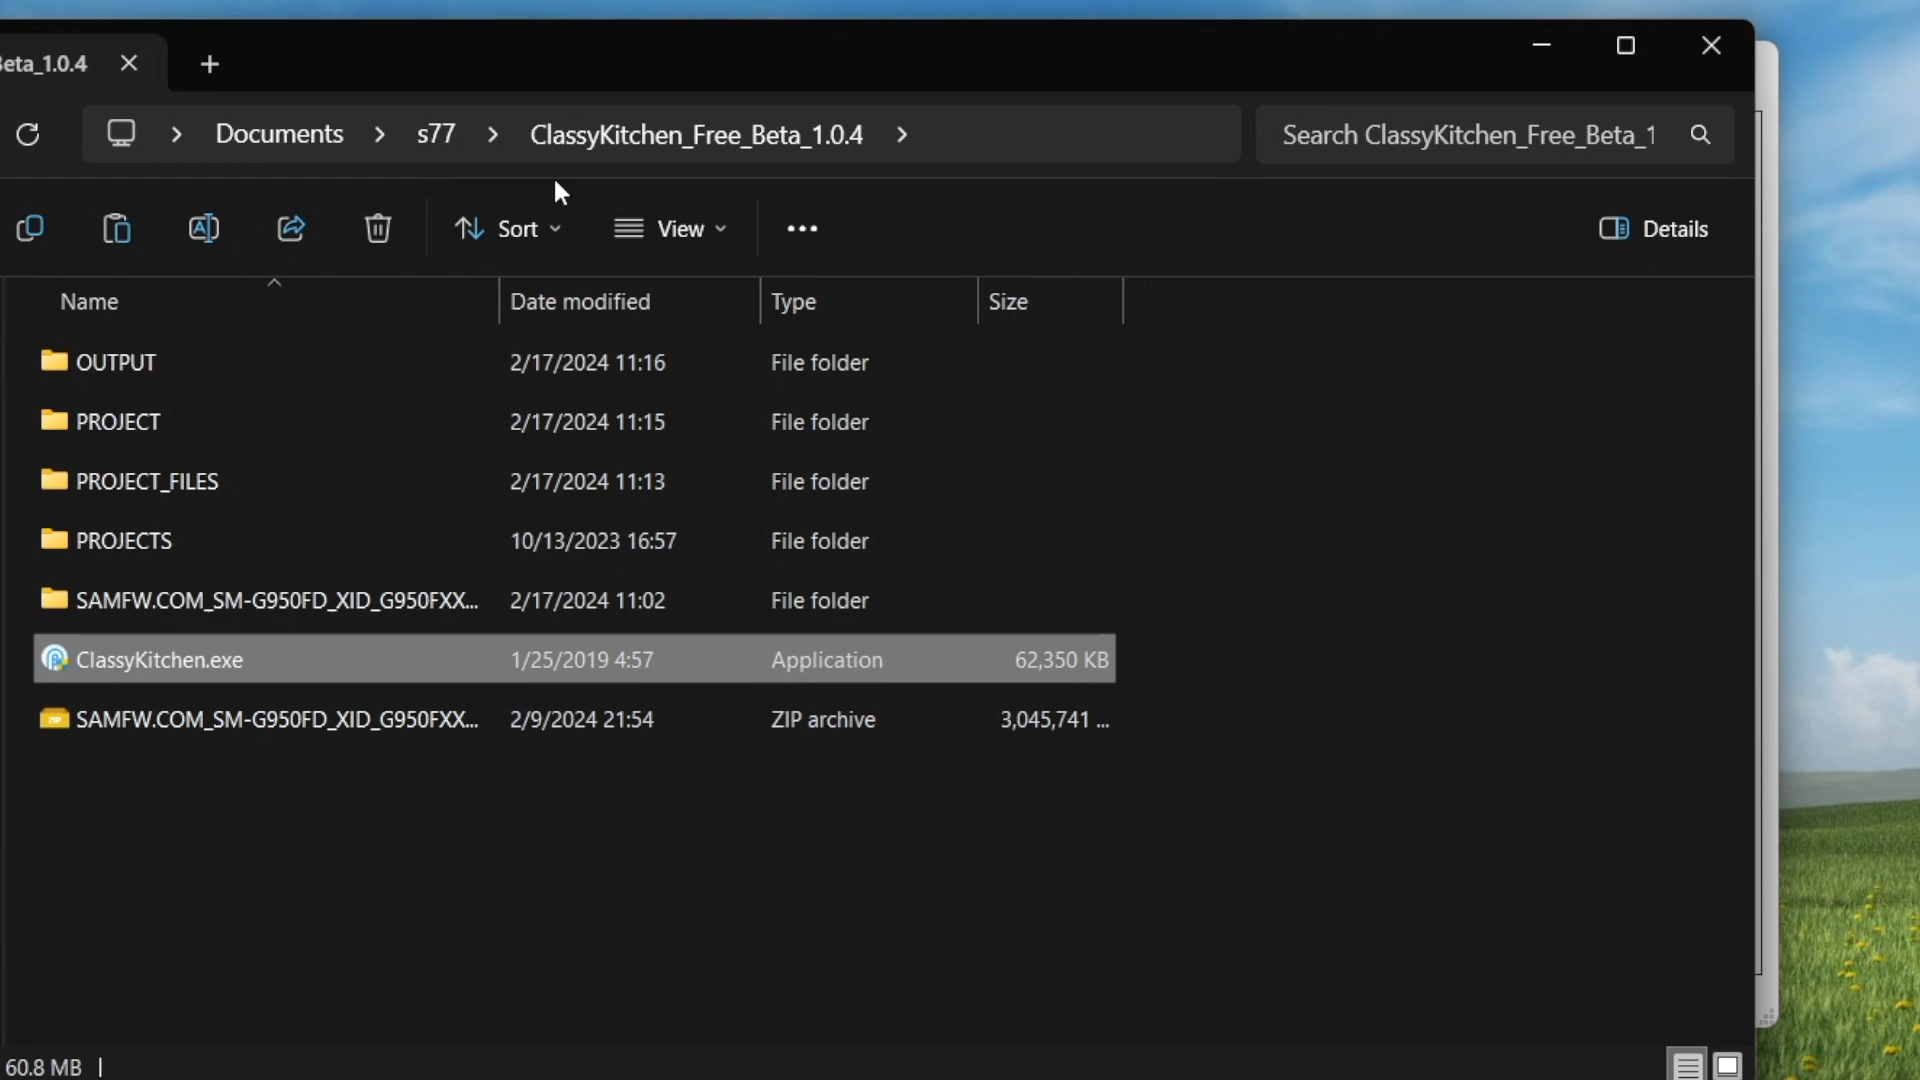 Beta_1.0.4
Documents > s77 > ClassyKitchen_Free_Beta_1.0.4 >
Search ClassyKitchen_Free_Beta_1
Sort
View
Details
Name Date modified Type Size
OUTPUT 2/17/2024 11:16 File folder
PROJECT 2/17/2024 11:15 File folder
PROJECT_FILES 2/17/2024 11:13 File folder
PROJECTS 10/13/2023 16:57 File folder
SAMFW.COM_SM-G950FD_XID_G950FXX... 2/17/2024 11:02 File folder
ClassyKitchen.exe 1/25/2019 4:57 Application 62,350 KB
SAMFW.COM_SM-G950FD_XID_G950FXX... 2/9/2024 21:54 ZIP archive 3,045,741 ...
60.8 MB